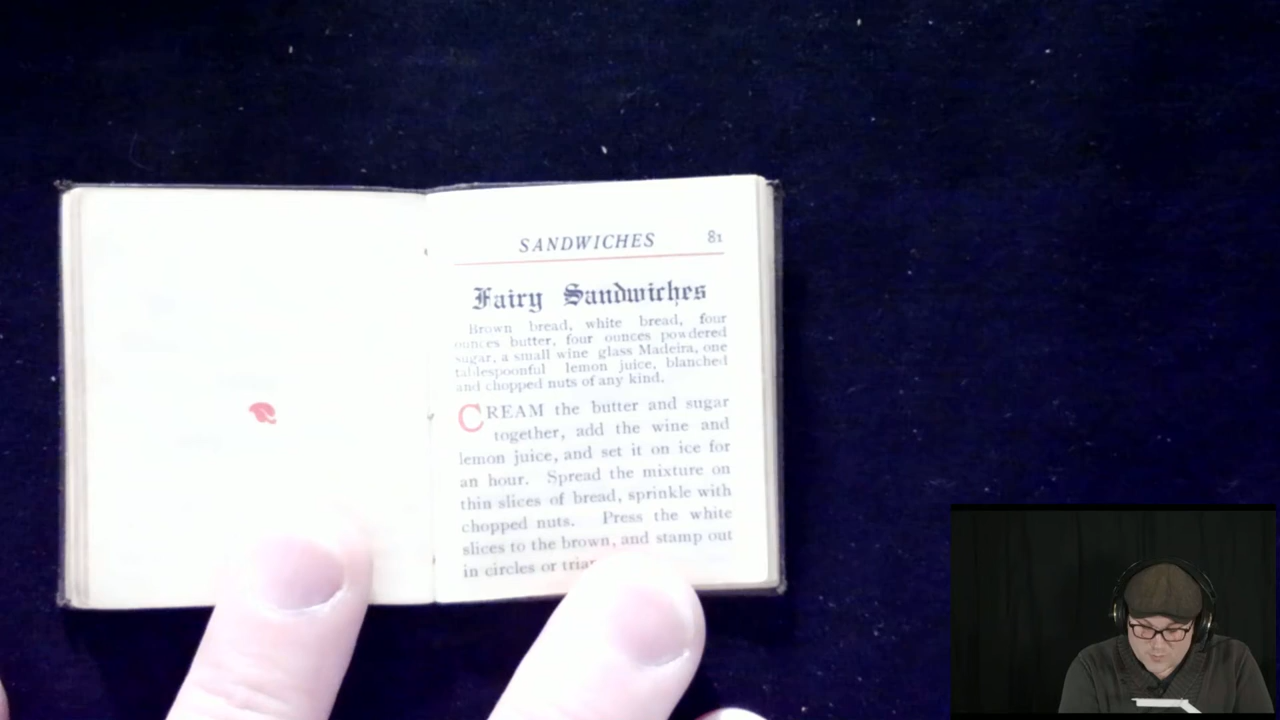 SANDWICHES 81
Fairy Sandwiches
Brown bread, white bread, four
ounces butter, four ounces powdered
sugar, a small wine glass Madeira, one
tablespoonful lemon juice, blanched
and chopped nuts of any kind.
CREAM the butter and sugar
together, add the wine and
lemon juice, and set it on ice for
an hour. Spread the mixture on
thin slices of bread, sprinkle with
chopped nuts. Press the white
slices to the brown, and stamp out
in circles or